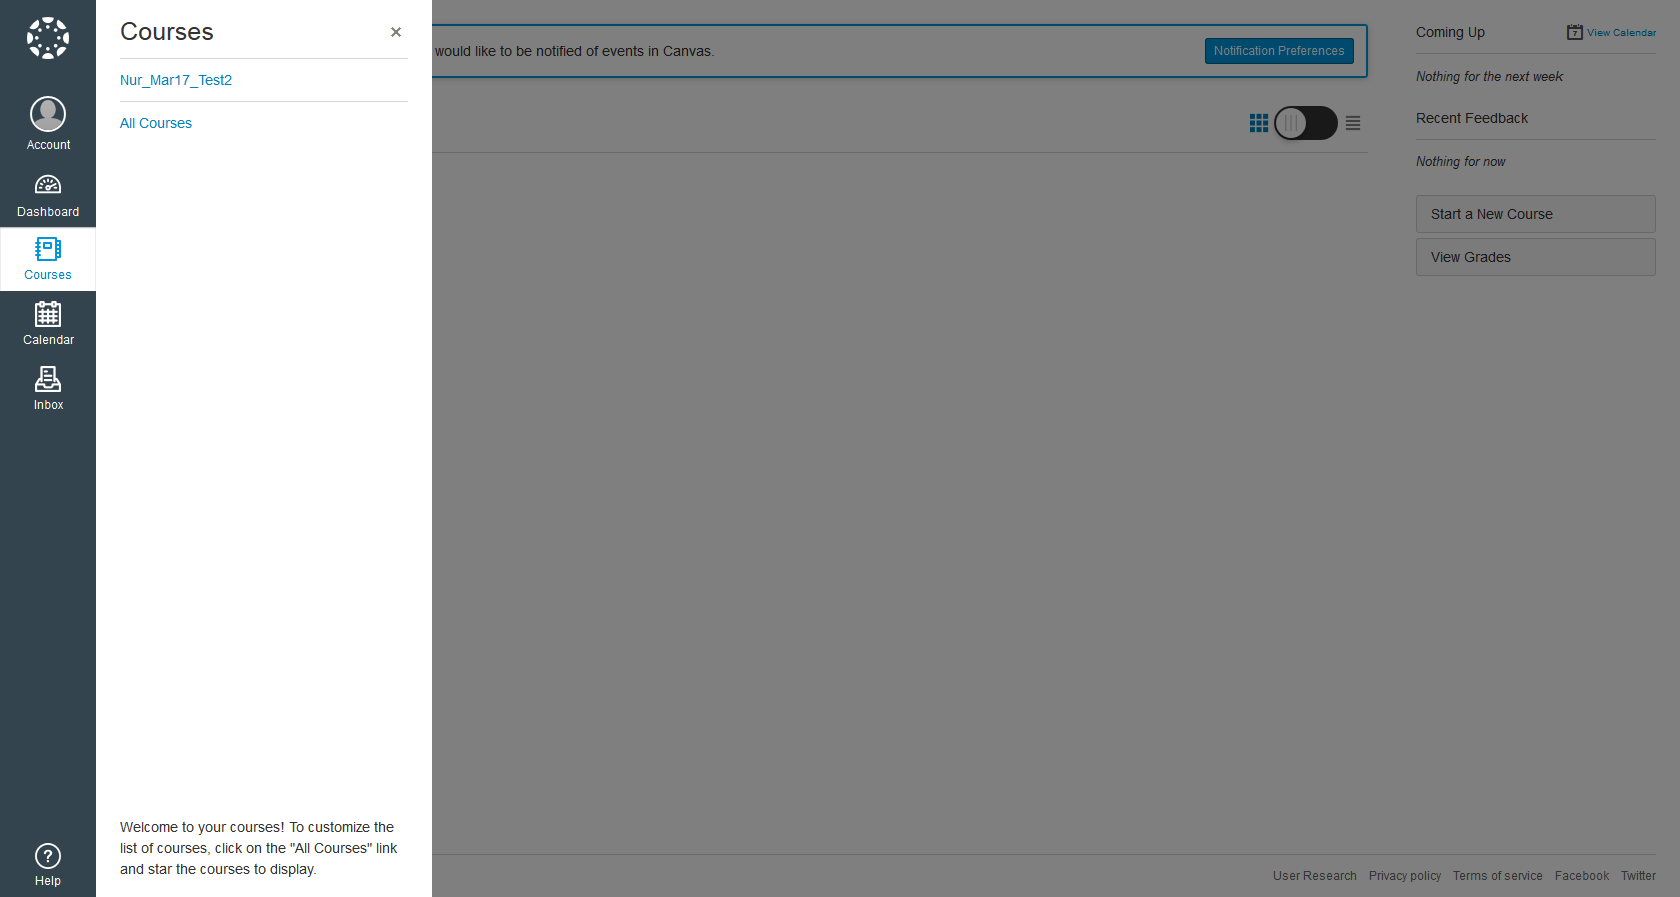 Account
Dashboard
Courses
Calendar
Inbox
Help
Courses
Nur_Mar17_Test2
All Courses
Welcome to your courses! To customize the
list of courses, click on the "All Courses" link
and star the courses to display.
would like to be notified of events in Canvas.
Notification Preferences
Coming Up
7
View Calendar
Nothing for the next week
Recent Feedback
Nothing for now
Start a New Course
View Grades
User Research Privacy policy Terms of service Facebook Twitter